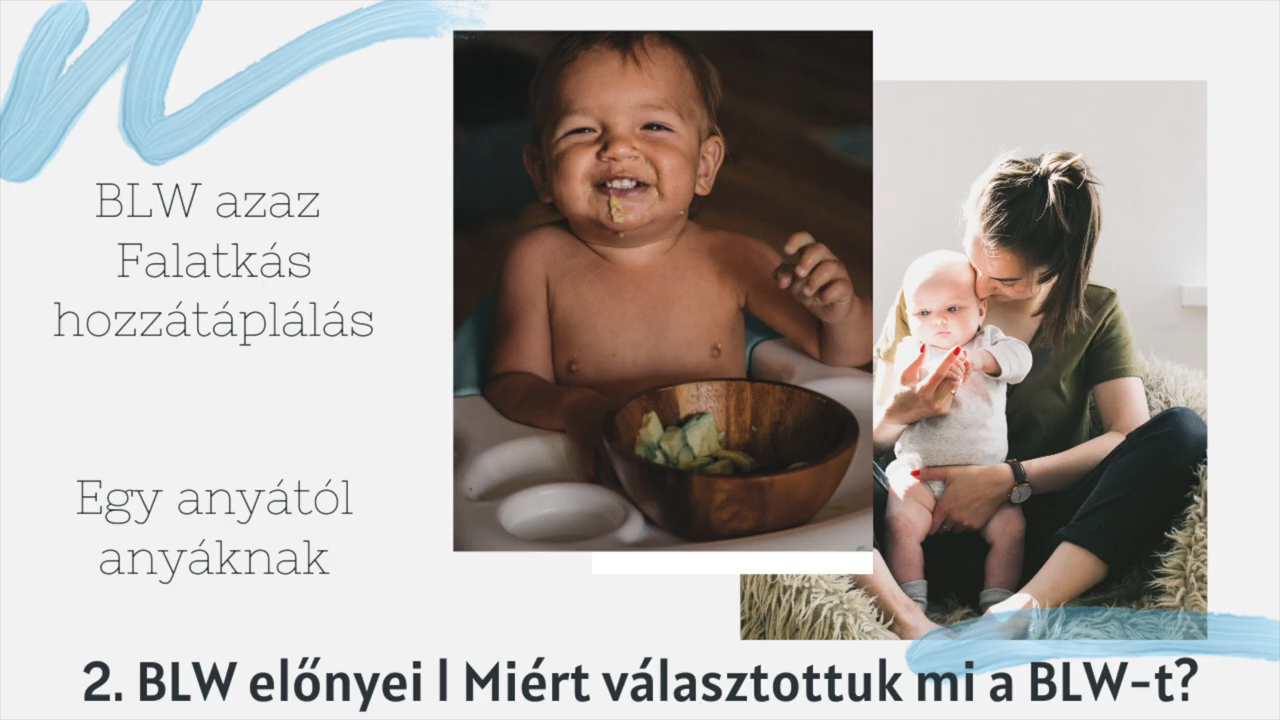 BLW azaz
Falatkás
hozzátáplálás
Egy anyától
anyáknak
2. BLW előnyei | Miért választottuk mi a BLW-t?